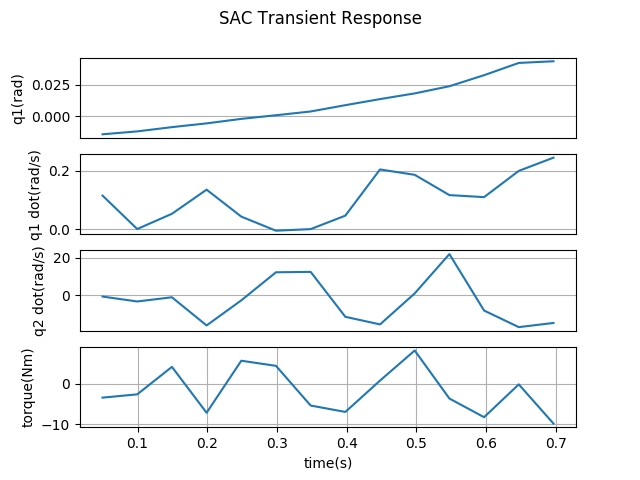 SAC Transient Response
q1(rad)
0.025
0.000
q1 dot(rad/s)
0.2
0.0
q2 dot(rad/s)
20
0
torque(Nm)
0
−10
0.1 0.2 0.3 0.4 0.5 0.6 0.7
time(s)